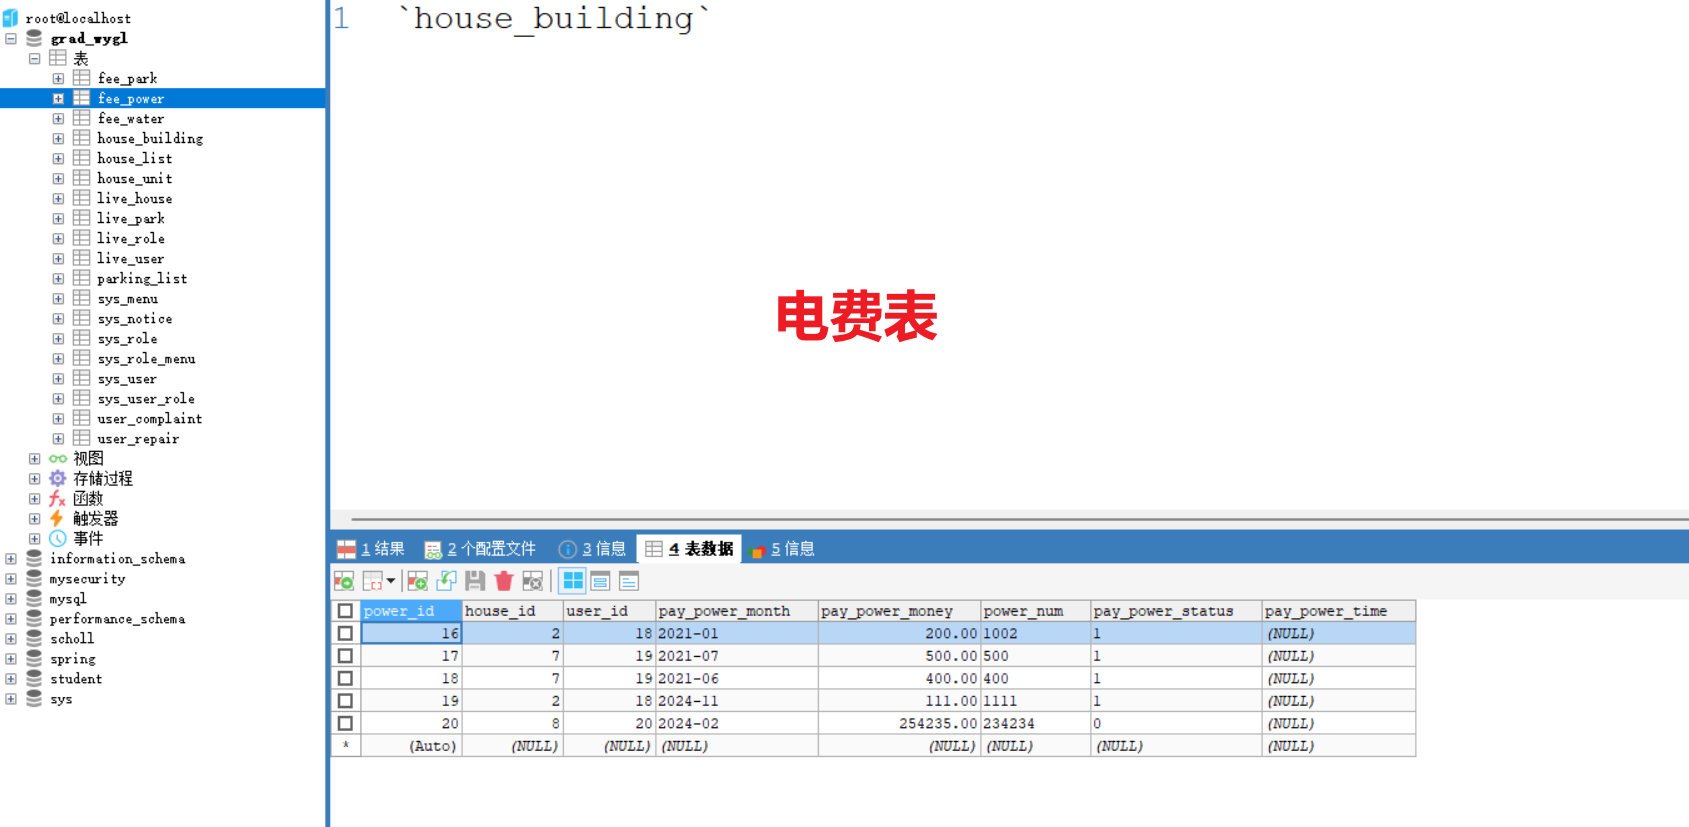 root@localhost
grad_wygl
表
fee_park
fee_power
fee_water
house_building
house_list
house_unit
live_house
live_park
live_role
live_user
parking_list
sys_menu
sys_notice
sys_role
sys_role_menu
sys_user
sys_user_role
user_complaint
user_repair
视图
存储过程
函数
触发器
事件
information_schema
mysecurity
mysql
performance_schema
scholl
spring
student
sys
1 `house_building`
电费表
1 结果 2 个配置文件 3 信息 4 表数据 5 信息
power_id house_id user_id pay_power_month pay_power_money power_num pay_power_status pay_power_time
16 2 18 2021-01 200.00 1002 1 (NULL)
17 7 19 2021-07 500.00 500 1 (NULL)
18 7 19 2021-06 400.00 400 1 (NULL)
19 2 18 2024-11 111.00 1111 1 (NULL)
20 8 20 2024-02 254235.00 234234 0 (NULL)
* (Auto) (NULL) (NULL) (NULL) (NULL) (NULL) (NULL) (NULL)